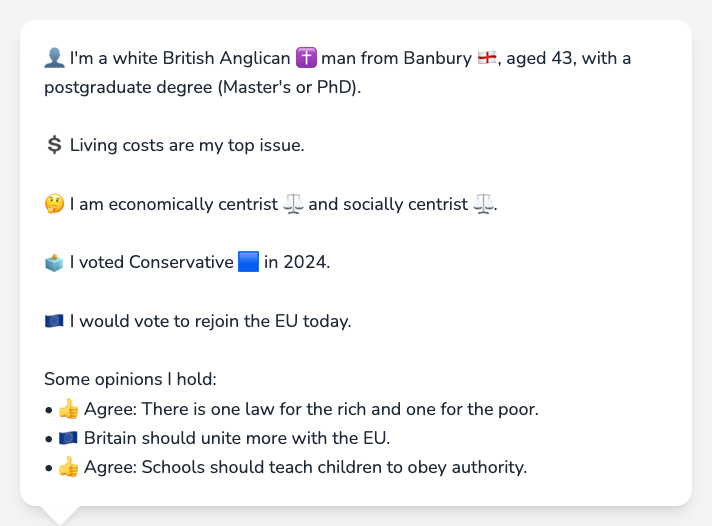 👤 I'm a white British Anglican ✝️ man from Banbury 🏴󠁧󠁢󠁥󠁮󠁧󠁿, aged 43, with a
postgraduate degree (Master's or PhD).
💲 Living costs are my top issue.
🤔 I am economically centrist ⚖️ and socially centrist ⚖️.
🗳️ I voted Conservative 🟦 in 2024.
🇪🇺 I would vote to rejoin the EU today.
Some opinions I hold:
• 👍 Agree: There is one law for the rich and one for the poor.
• 🇪🇺 Britain should unite more with the EU.
• 👍 Agree: Schools should teach children to obey authority.